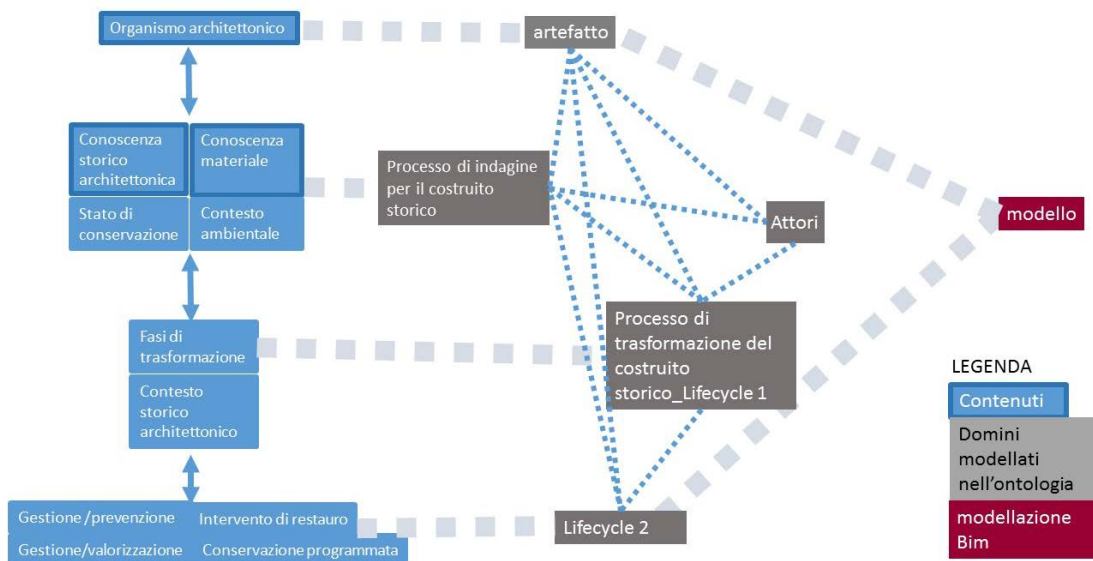 Organismo architettonico
artefatto
Conoscenza
storico
architettonica
Conoscenza
materiale
Stato di
conservazione
Contesto
ambientale
Processo di indagine
per il costruito
storico
Attori
modello
Fasi di
trasformazione
Contesto
storico
architettonico
Processo di
trasformazione del
costruito
storico_Lifecycle 1
Gestione /prevenzione
Intervento di restauro
Gestione/valorizzazione
Conservazione programmata
Lifecycle 2
LEGENDA
Contenuti
Domini
modellati
nell'ontologia
modellazione
Bim